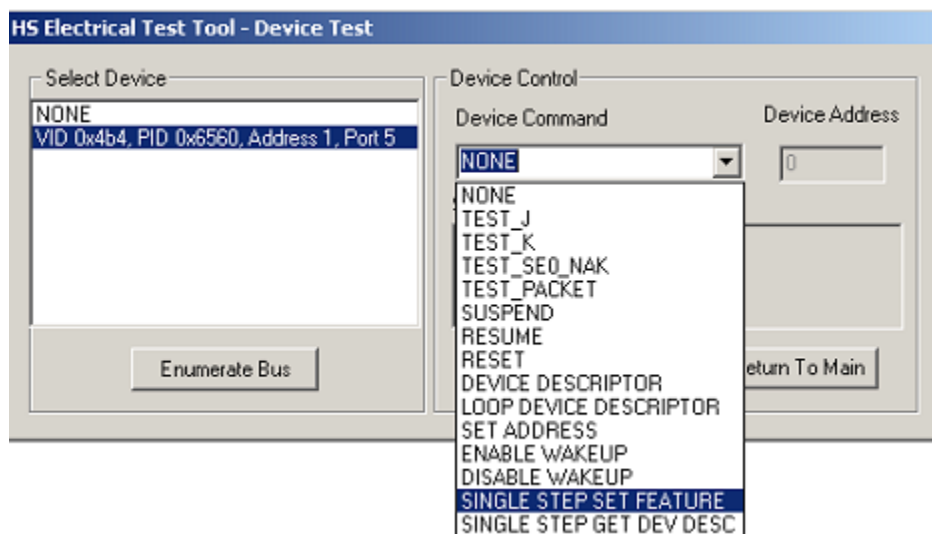 HS Electrical Test Tool - Device Test
Select Device
NONE
VID 0x4b4, PID 0x6560, Address 1, Port 5
Enumerate Bus
Device Control
Device Command
Device Address
NONE
0
NONE
TEST_J
TEST_K
TEST_SE0_NAK
TEST_PACKET
SUSPEND
RESUME
RESET
DEVICE DESCRIPTOR
LOOP DEVICE DESCRIPTOR
SET ADDRESS
ENABLE WAKEUP
DISABLE WAKEUP
SINGLE STEP SET FEATURE
SINGLE STEP GET DEV DESC
eturn To Main